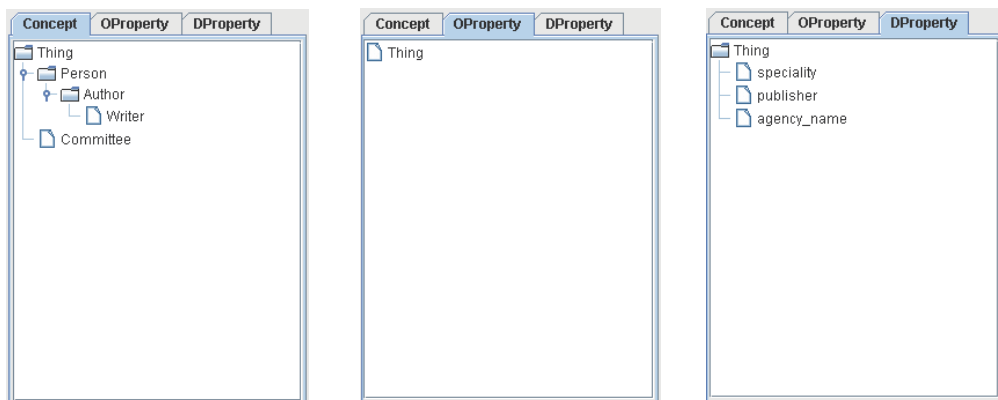 Concept OProperty DProperty
Thing
Person
Author
Writer
Committee
Concept OProperty DProperty
Thing
Concept OProperty DProperty
Thing
speciality
publisher
agency_name